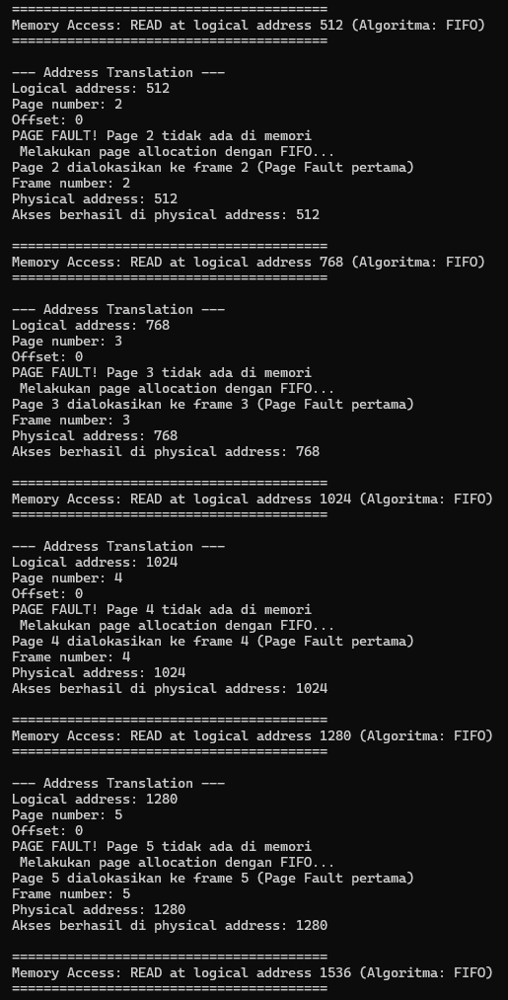 ========================================
Memory Access: READ at logical address 512 (Algoritma: FIFO)
========================================
--- Address Translation ---
Logical address: 512
Page number: 2
Offset: 0
PAGE FAULT! Page 2 tidak ada di memori
Melakukan page allocation dengan FIFO...
Page 2 dialokasikan ke frame 2 (Page Fault pertama)
Frame number: 2
Physical address: 512
Akses berhasil di physical address: 512
========================================
Memory Access: READ at logical address 768 (Algoritma: FIFO)
========================================
--- Address Translation ---
Logical address: 768
Page number: 3
Offset: 0
PAGE FAULT! Page 3 tidak ada di memori
Melakukan page allocation dengan FIFO...
Page 3 dialokasikan ke frame 3 (Page Fault pertama)
Frame number: 3
Physical address: 768
Akses berhasil di physical address: 768
========================================
Memory Access: READ at logical address 1024 (Algoritma: FIFO)
========================================
--- Address Translation ---
Logical address: 1024
Page number: 4
Offset: 0
PAGE FAULT! Page 4 tidak ada di memori
Melakukan page allocation dengan FIFO...
Page 4 dialokasikan ke frame 4 (Page Fault pertama)
Frame number: 4
Physical address: 1024
Akses berhasil di physical address: 1024
========================================
Memory Access: READ at logical address 1280 (Algoritma: FIFO)
========================================
--- Address Translation ---
Logical address: 1280
Page number: 5
Offset: 0
PAGE FAULT! Page 5 tidak ada di memori
Melakukan page allocation dengan FIFO...
Page 5 dialokasikan ke frame 5 (Page Fault pertama)
Frame number: 5
Physical address: 1280
Akses berhasil di physical address: 1280
========================================
Memory Access: READ at logical address 1536 (Algoritma: FIFO)
========================================